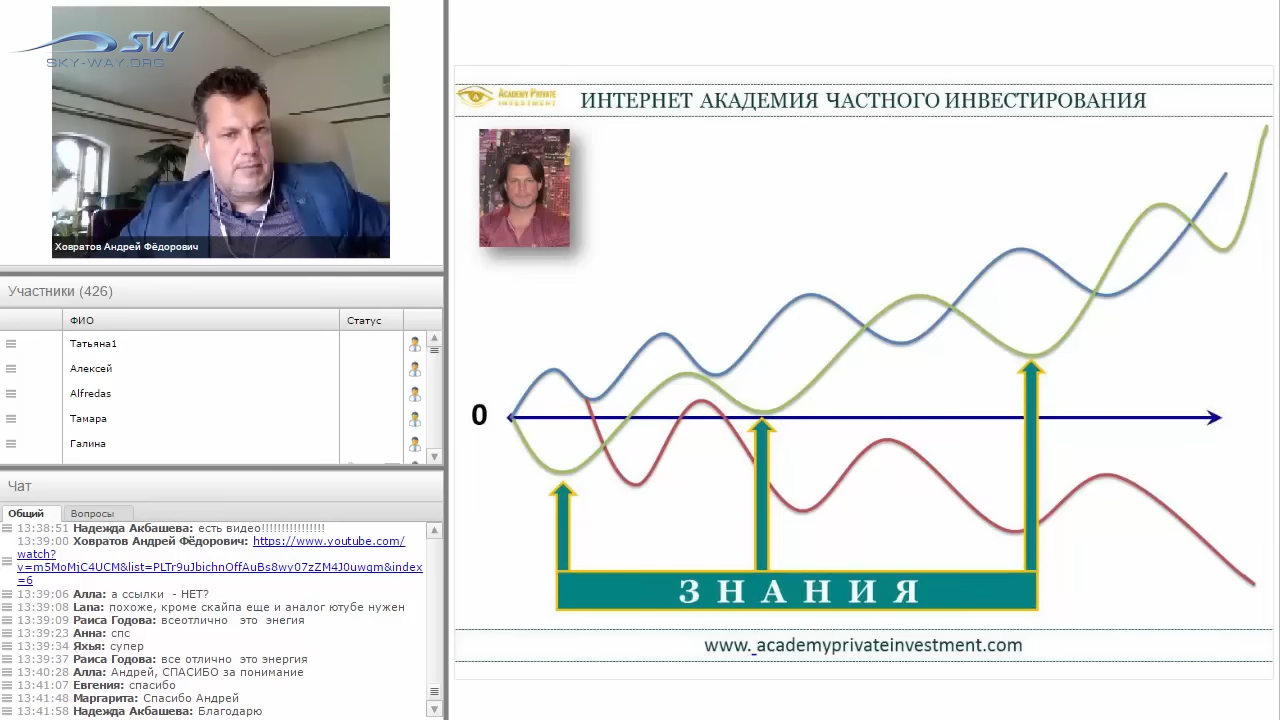 SW
SKY-WAY.ORG
Ховратов Андрей Фёдорович
Участники (426)
ФИО
Статус
Татьяна1
Алексей
Alfredas
Тамара
Галина
Чат
Общий
Вопросы
13:38:51 Надежда Акбашева: есть видео!!!!!!!!!!!!!!!!
13:39:00 Ховратов Андрей Фёдорович: https://www.youtube.com/
watch?
v=m5MoMjC4UCM&list=PLTr9uJbichnOffAuBs8wy07zZM4J0uwqm&index
=6
13:39:06 Алла: а ссылки - НЕТ?
13:39:08 Lana: похоже, кроме скайпа еще и аналог ютубе нужен
13:39:09 Раиса Годова: всеотлично это энегия
13:39:23 Анна: спс
13:39:34 Яхья: супер
13:39:37 Раиса Годова: все отлично это энергия
13:40:28 Алла: Андрей, СПАСИБО за понимание
13:41:07 Евгения: спасибо
13:41:48 Маргарита: Спасибо Андрей
13:41:58 Надежда Акбашева: Благодарю
ACADEMY PRIVATE
INVESTMENT
ИНТЕРНЕТ АКАДЕМИЯ ЧАСТНОГО ИНВЕСТИРОВАНИЯ
0
ЗНАНИЯ
www. academyprivateinvestment.com